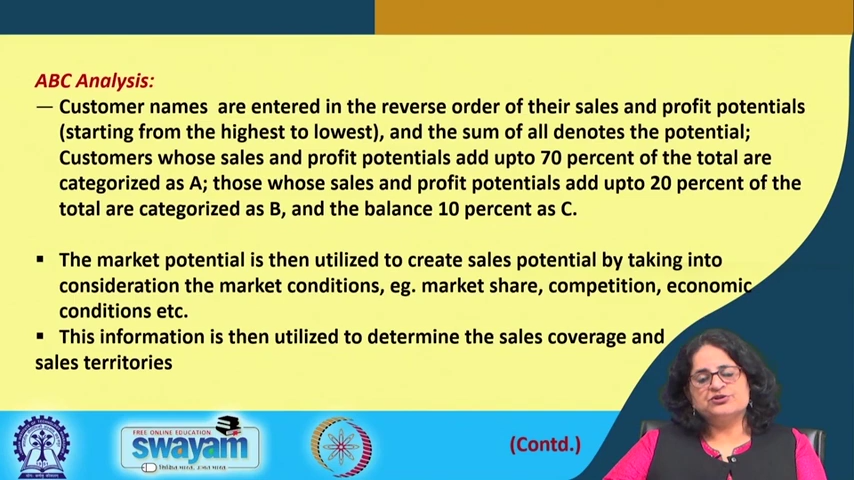 ABC Analysis:
— Customer names are entered in the reverse order of their sales and profit potentials
(starting from the highest to lowest), and the sum of all denotes the potential;
Customers whose sales and profit potentials add upto 70 percent of the total are
categorized as A; those whose sales and profit potentials add upto 20 percent of the
total are categorized as B, and the balance 10 percent as C.
▪ The market potential is then utilized to create sales potential by taking into
consideration the market conditions, eg. market share, competition, economic
conditions etc.
▪ This information is then utilized to determine the sales coverage and
sales territories
FREE ONLINE EDUCATION
swayam
(Contd.)